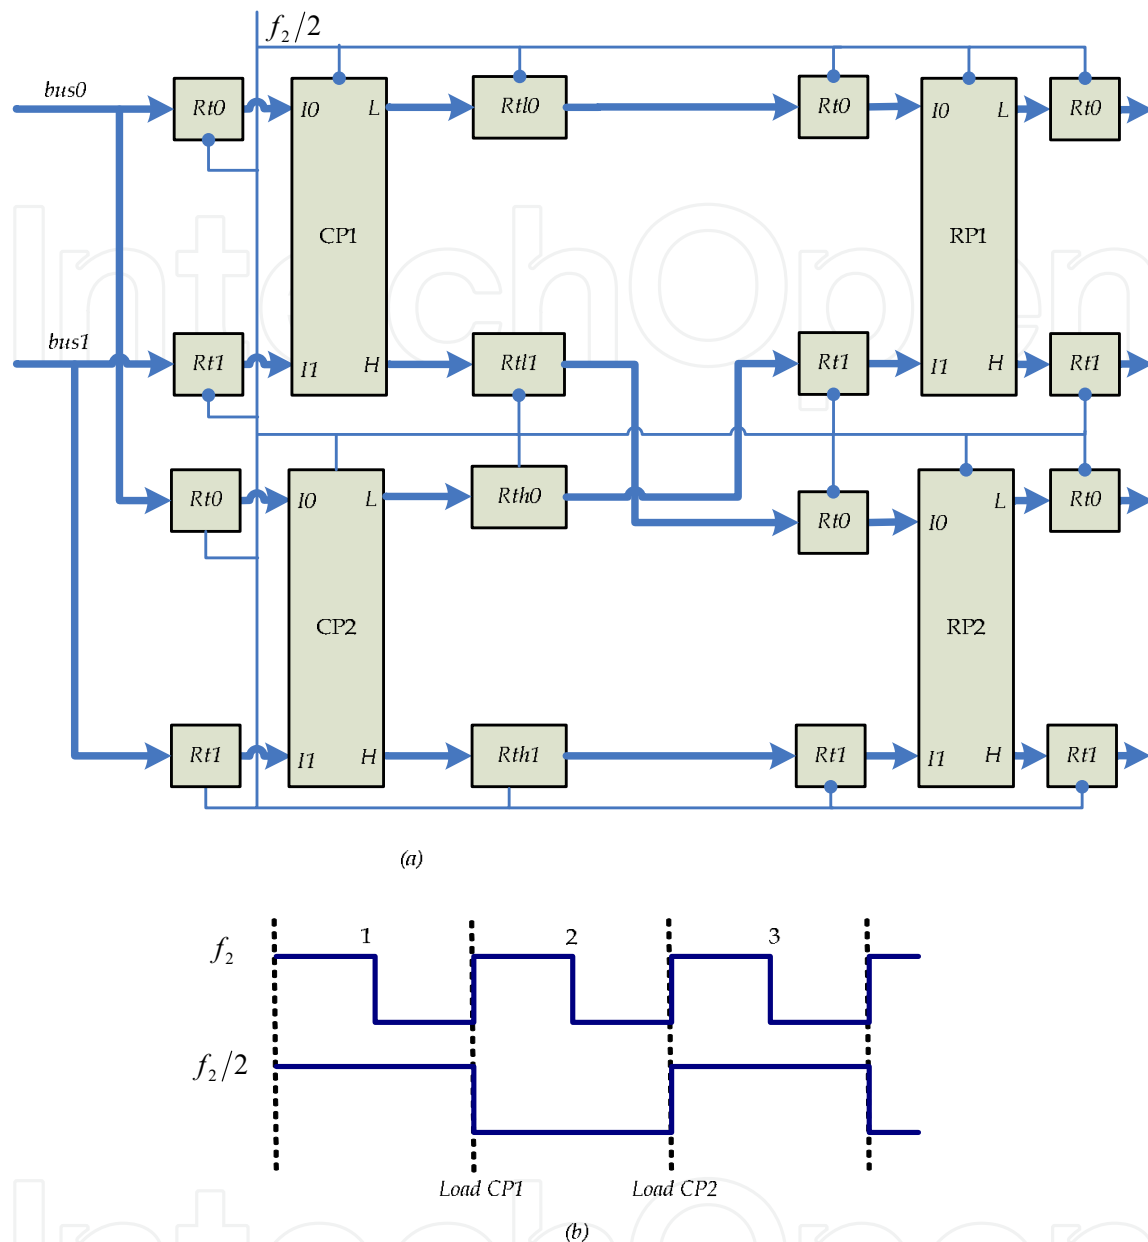 f₂/2
bus0
Rt0
I0
L
Rtl0
Rt0
I0
L
Rt0
CP1
RP1
IntechOpen
bus1
Rt1
I1
H
Rtl1
Rt1
I1
H
Rt1
Rt0
I0
L
Rth0
Rt0
I0
L
Rt0
CP2
RP2
Rt1
I1
H
Rth1
Rt1
I1
H
Rt1
(a)
1
2
3
f₂
f₂/2
Load CP1
Load CP2
(b)
IntechOpen